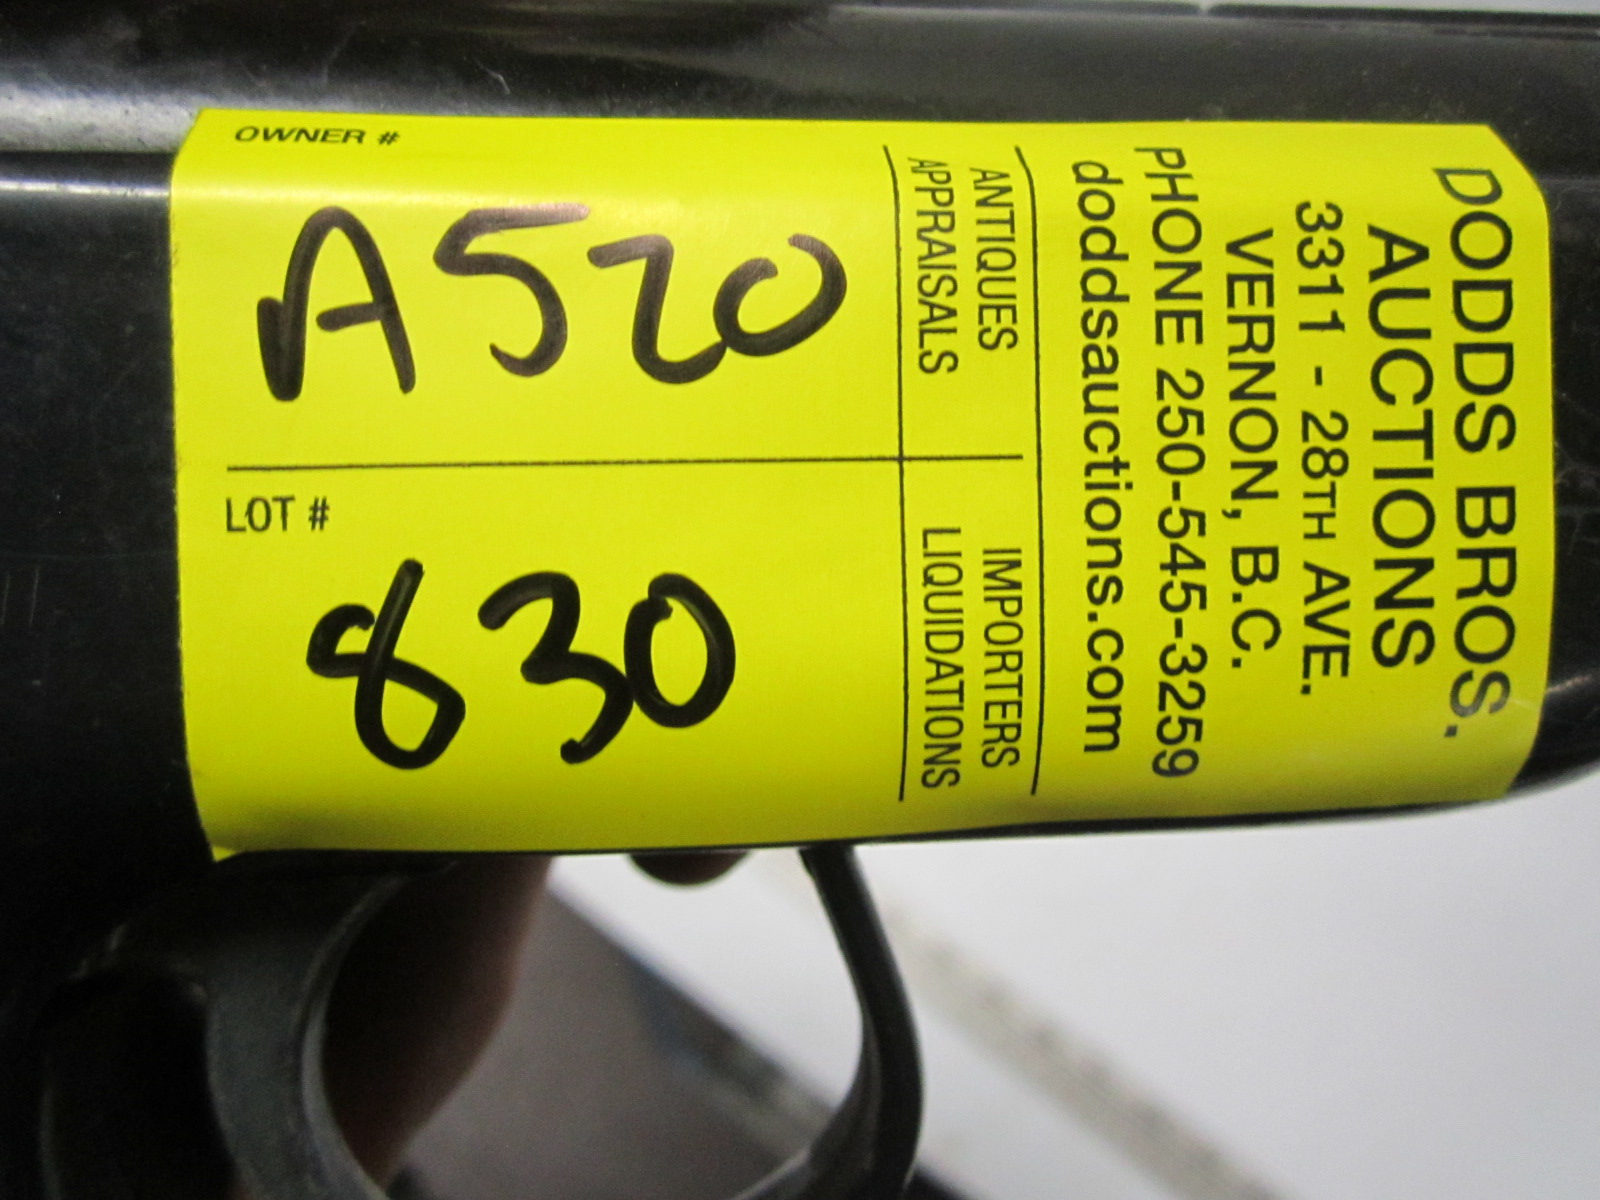 DODDS BROS.
AUCTIONS
3311 - 28TH AVE.
VERNON, B.C.
PHONE 250-545-3259
doddsauctions.com
ANTIQUES IMPORTERS
APPRAISALS LIQUIDATIONS
OWNER #
A520
LOT #
830